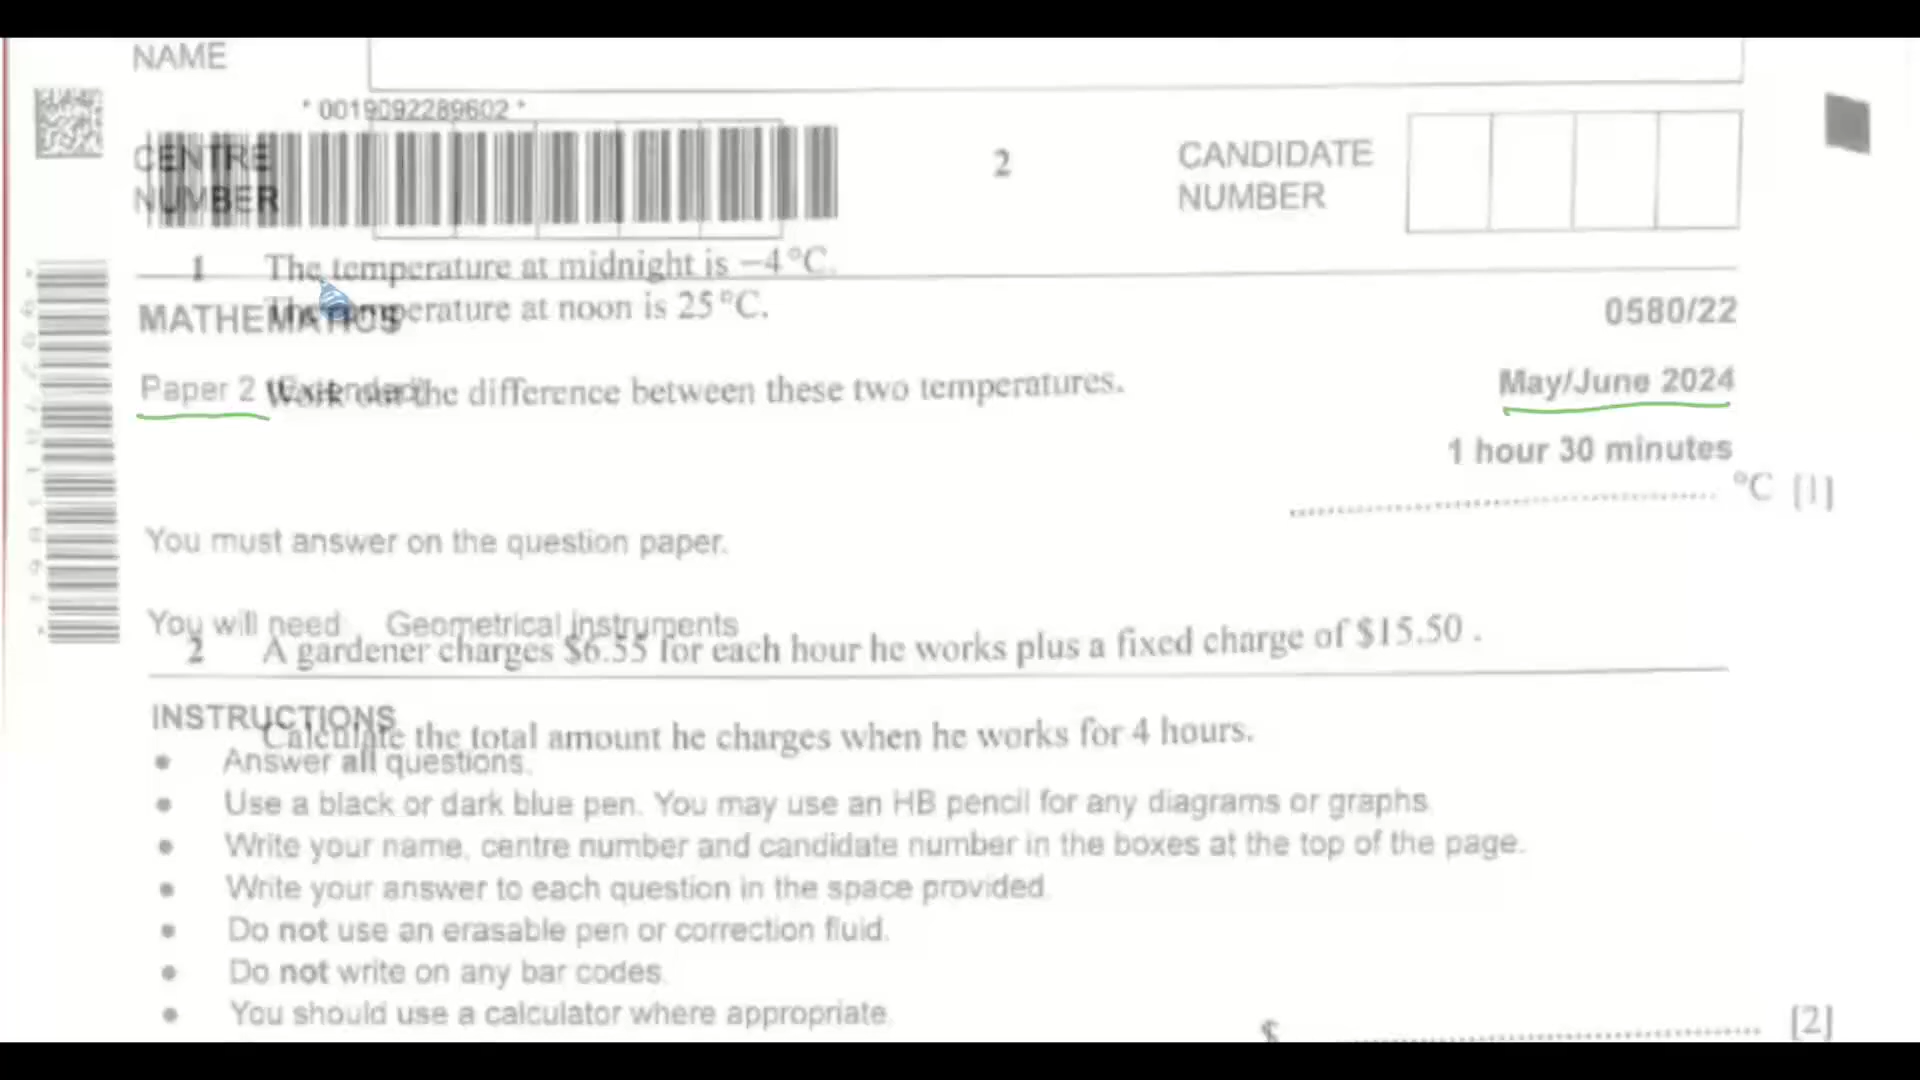 NAME
* 0019092289602 *
CENTRE
NUMBER
2
CANDIDATE
NUMBER
1 The temperature at midnight is −4 °C.
The temperature at noon is 25 °C.
MATHEMATICS
0580/22
Paper 2 (Extended)
May/June 2024
Work out the difference between these two temperatures.
1 hour 30 minutes
°C [1]
You must answer on the question paper.
You will need Geometrical instruments
2 A gardener charges $6.55 for each hour he works plus a fixed charge of $15.50 .
INSTRUCTIONS
Calculate the total amount he charges when he works for 4 hours.
• Answer all questions.
• Use a black or dark blue pen. You may use an HB pencil for any diagrams or graphs.
• Write your name, centre number and candidate number in the boxes at the top of the page.
• Write your answer to each question in the space provided.
• Do not use an erasable pen or correction fluid.
• Do not write on any bar codes.
• You should use a calculator where appropriate.
$ [2]